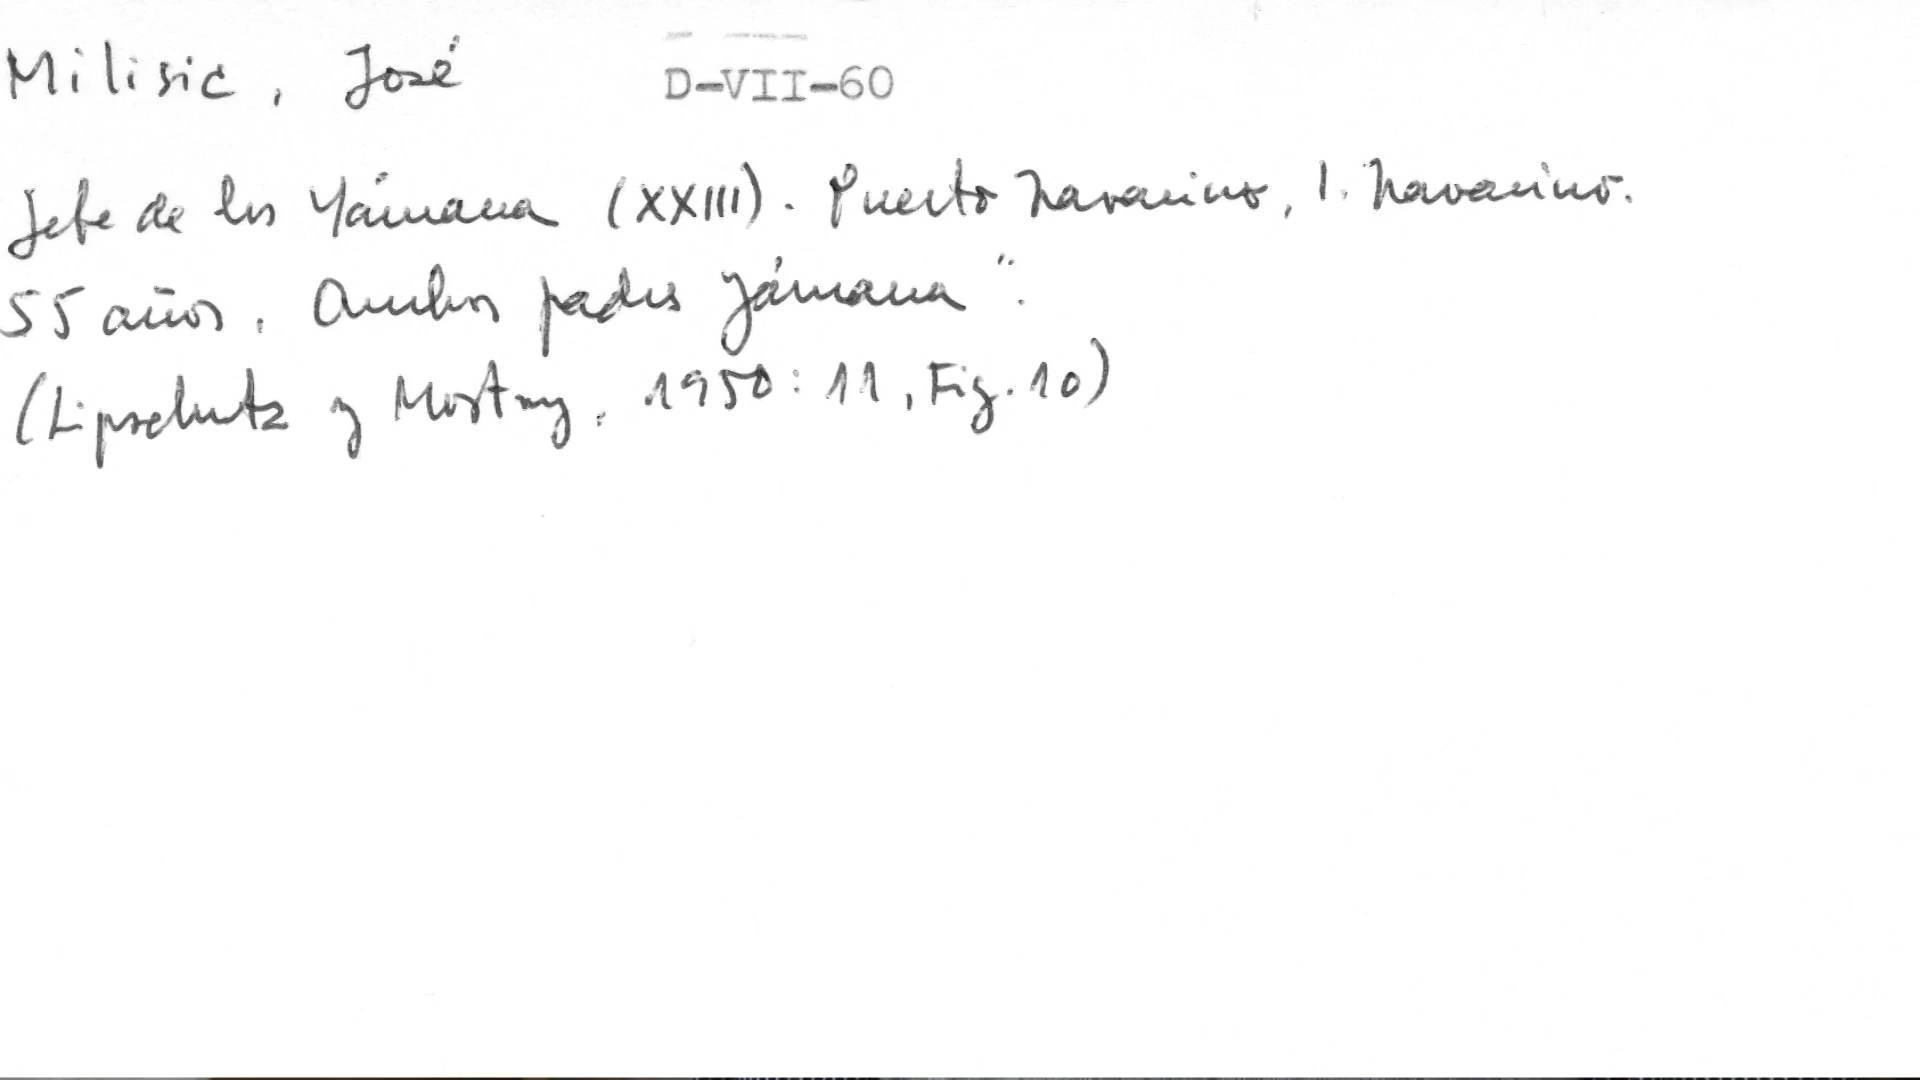 Milisic, José D-VII-60
Jefe de los Yámana (XXIII). Puerto Navarino, I. Navarino.
55 años. Ambos padres Yámana".
(Lipschutz y Mostny, 1950: 11, Fig. 10)